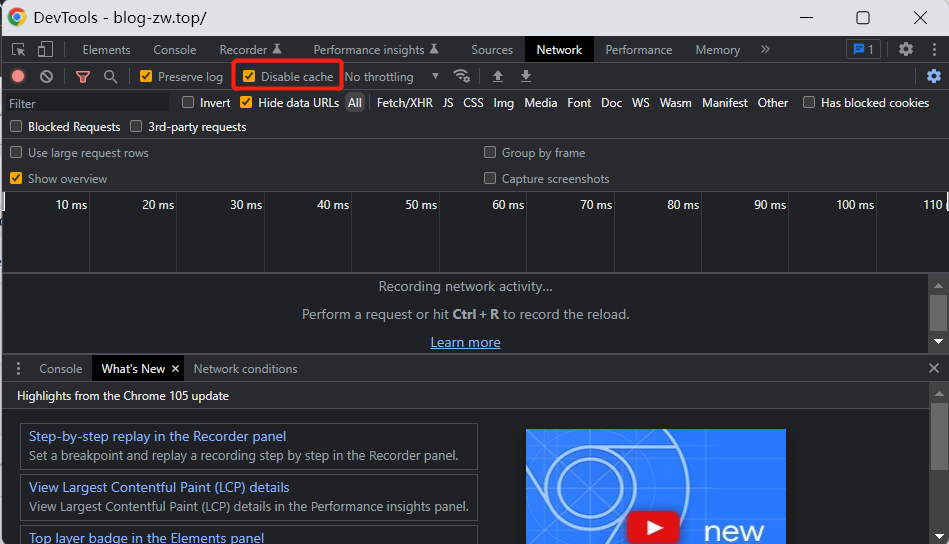 DevTools - blog-zw.top/
Elements Console Recorder Performance insights Sources Network Performance Memory » 1
Preserve log Disable cache No throttling
Filter Invert Hide data URLs All Fetch/XHR JS CSS Img Media Font Doc WS Wasm Manifest Other Has blocked cookies
Blocked Requests 3rd-party requests
Use large request rows Group by frame
Show overview Capture screenshots
10 ms 20 ms 30 ms 40 ms 50 ms 60 ms 70 ms 80 ms 90 ms 100 ms 110
Recording network activity...
Perform a request or hit Ctrl + R to record the reload.
Learn more
Console What's New × Network conditions
Highlights from the Chrome 105 update
Step-by-step replay in the Recorder panel
Set a breakpoint and replay a recording step by step in the Recorder panel.
View Largest Contentful Paint (LCP) details
View Largest Contentful Paint (LCP) details in the Performance insights panel.
Top layer badge in the Elements panel
new